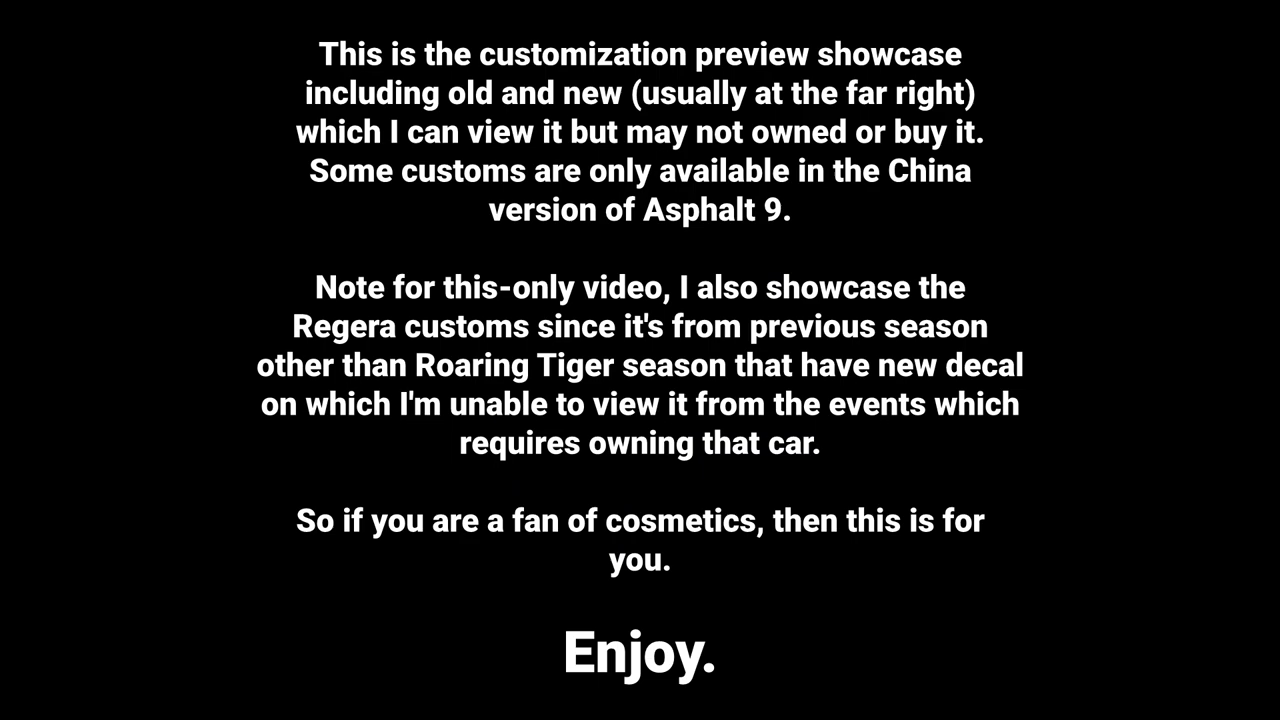 This is the customization preview showcase
including old and new (usually at the far right)
which I can view it but may not owned or buy it.
Some customs are only available in the China
version of Asphalt 9.
Note for this-only video, I also showcase the
Regera customs since it's from previous season
other than Roaring Tiger season that have new decal
on which I'm unable to view it from the events which
requires owning that car.
So if you are a fan of cosmetics, then this is for
you.
Enjoy.